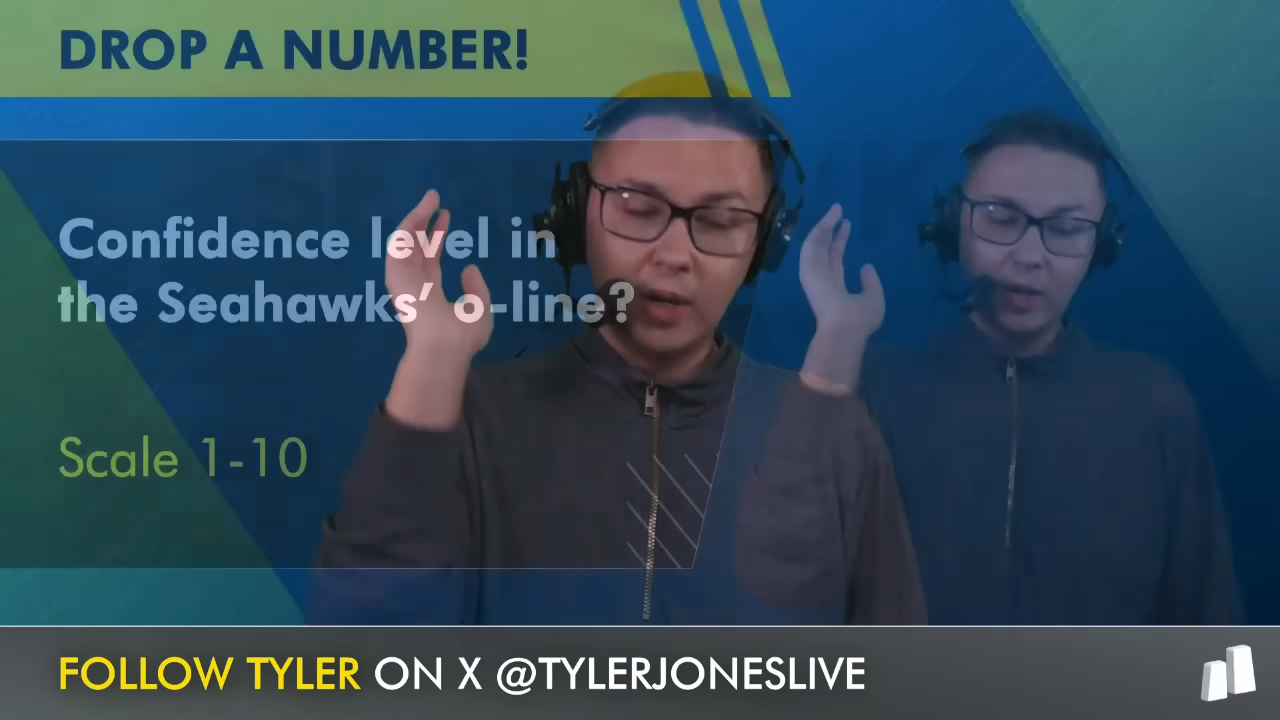 DROP A NUMBER!
Confidence level in
the Seahawks’ o-line?
Scale 1-10
FOLLOW TYLER ON X @TYLERJONESLIVE